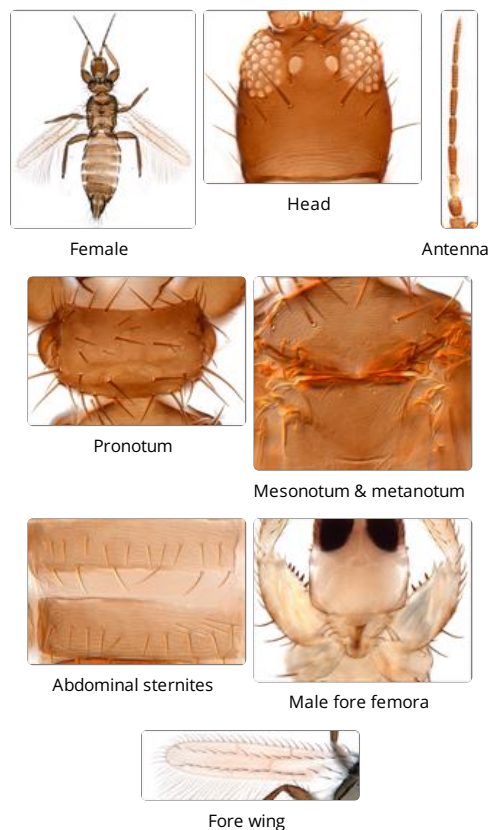 Female
Head
Antenna
Pronotum
Mesonotum & metanotum
Abdominal sternites
Male fore femora
Fore wing